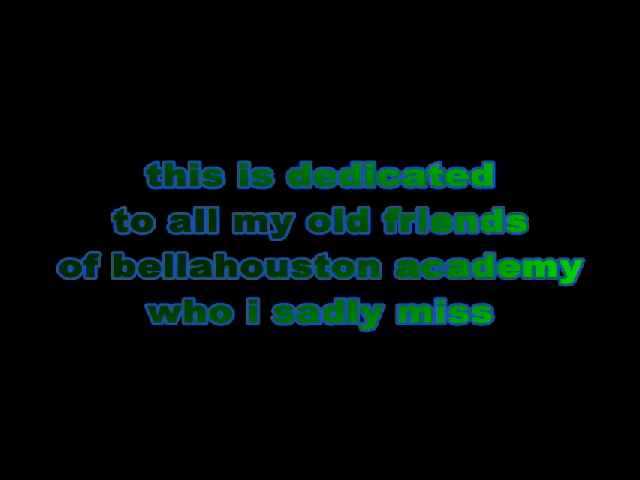 this is dedicated
to all my old friends
of bellahouston academy
who i sadly miss